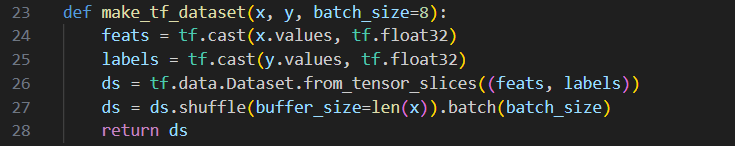 23 def make_tf_dataset(x, y, batch_size=8):
24     feats = tf.cast(x.values, tf.float32)
25     labels = tf.cast(y.values, tf.float32)
26     ds = tf.data.Dataset.from_tensor_slices((feats, labels))
27     ds = ds.shuffle(buffer_size=len(x)).batch(batch_size)
28     return ds